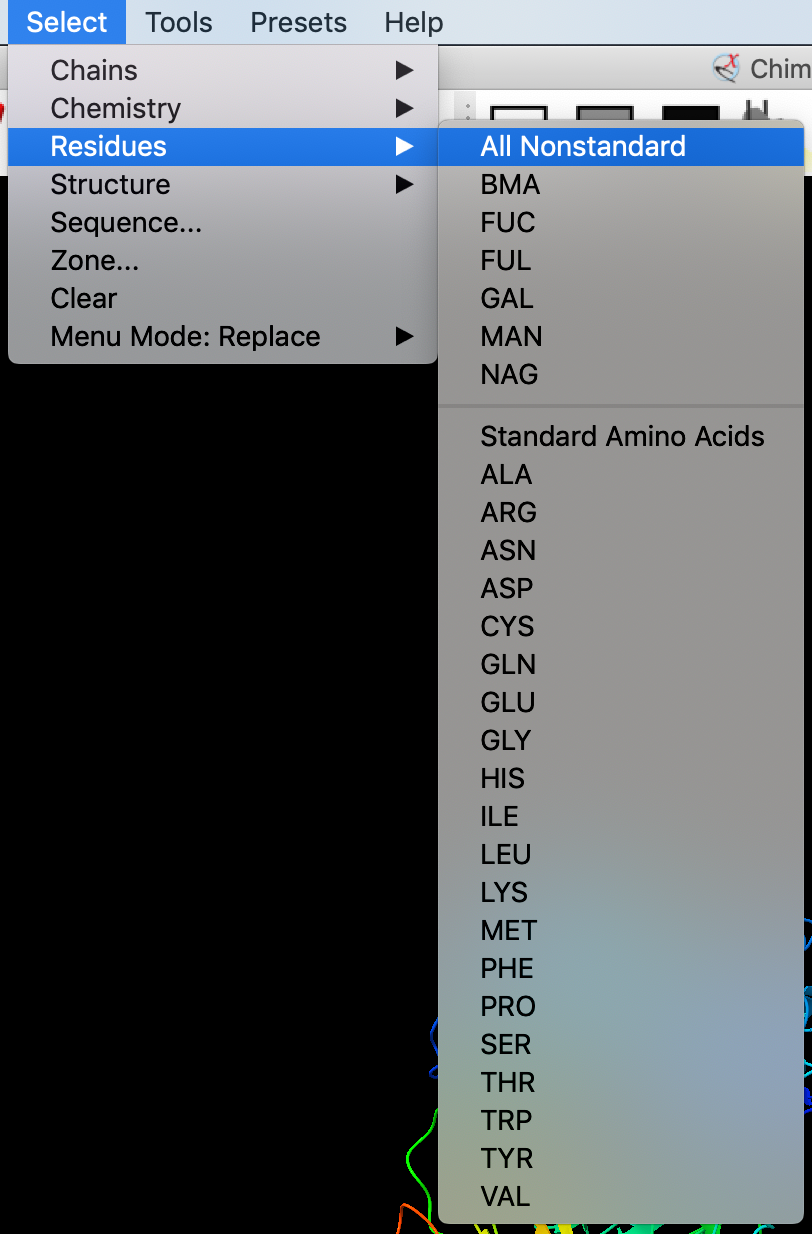 Select Tools Presets Help
Chim
Chains
Chemistry
Residues
Structure
Sequence...
Zone...
Clear
Menu Mode: Replace
All Nonstandard
BMA
FUC
FUL
GAL
MAN
NAG
Standard Amino Acids
ALA
ARG
ASN
ASP
CYS
GLN
GLU
GLY
HIS
ILE
LEU
LYS
MET
PHE
PRO
SER
THR
TRP
TYR
VAL